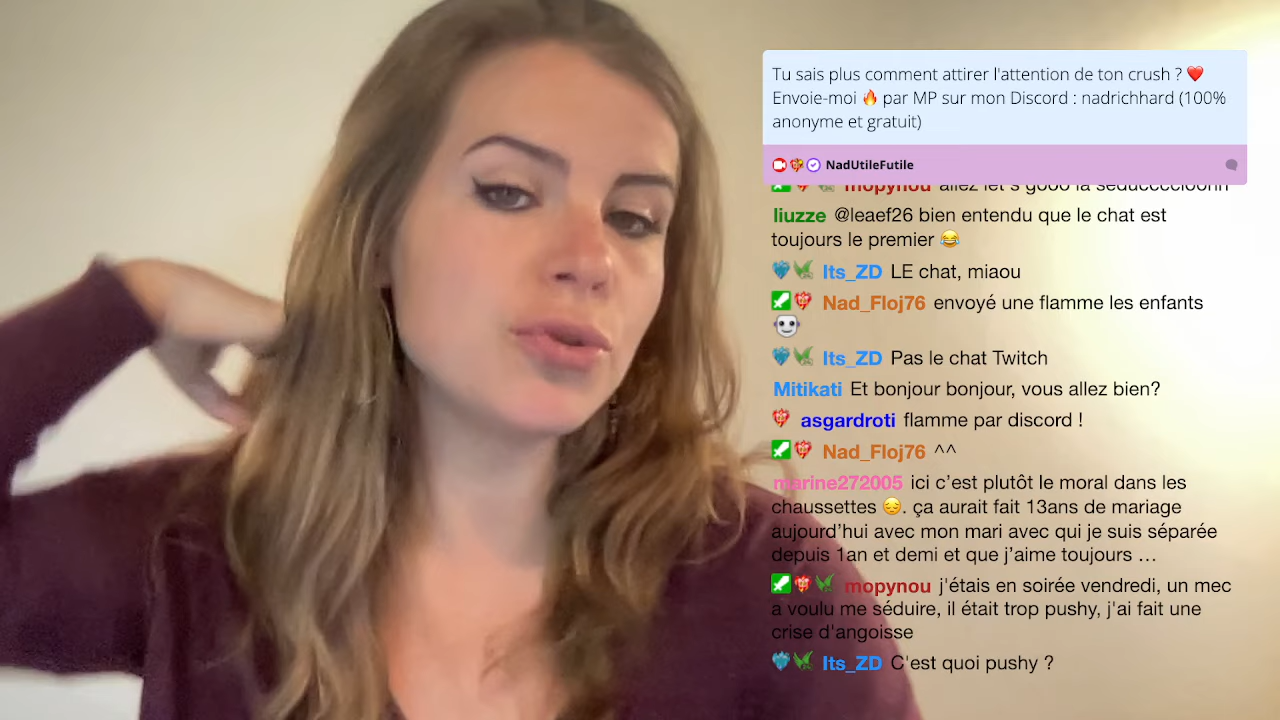 Tu sais plus comment attirer l'attention de ton crush ? ❤️
Envoie-moi 🔥 par MP sur mon Discord : nadrichhard (100%
anonyme et gratuit)
NadUtileFutile
mopynou allez let's gooo la
liuzze @leaef26 bien entendu que le chat est
toujours le premier 😂
Its_ZD LE chat, miaou
Nad_Floj76 envoyé une flamme les enfants
Its_ZD Pas le chat Twitch
Mitikati Et bonjour bonjour, vous allez bien?
asgardroti flamme par discord !
Nad_Floj76 ^^
marine272005 ici c’est plutôt le moral dans les
chaussettes 😔. ça aurait fait 13ans de mariage
aujourd’hui avec mon mari avec qui je suis séparée
depuis 1an et demi et que j’aime toujours …
mopynou j'étais en soirée vendredi, un mec
a voulu me séduire, il était trop pushy, j'ai fait une
crise d'angoisse
Its_ZD C'est quoi pushy ?